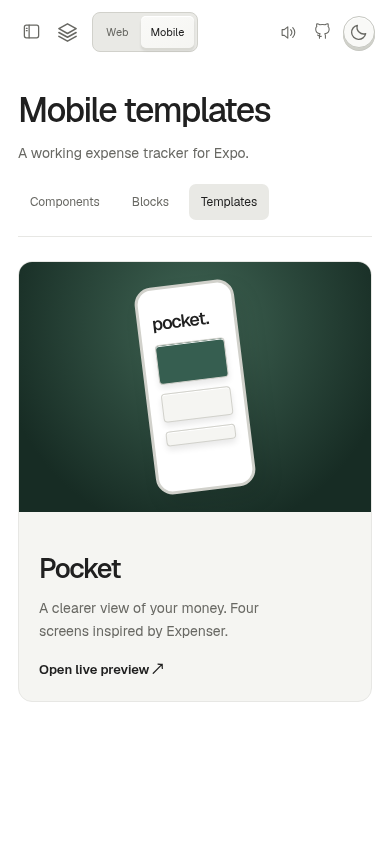 Web
Mobile
Mobile templates
A working expense tracker for Expo.
Components
Blocks
Templates
pocket.
Pocket
A clearer view of your money. Four
screens inspired by Expenser.
Open live preview ↗